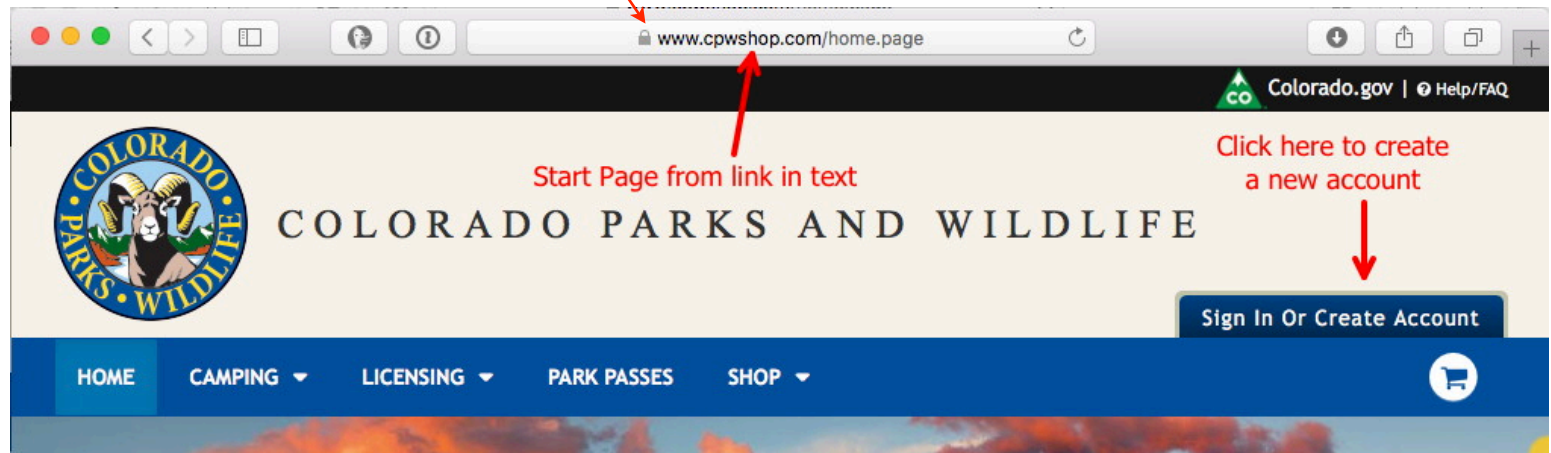 www.cpwshop.com/home.page
CO
Colorado.gov | Help/FAQ
Click here to create
a new account
Start Page from link in text
COLORADO PARKS AND WILDLIFE
COLORADO • PARKS • WILDLIFE •
Sign In Or Create Account
HOME CAMPING LICENSING PARK PASSES SHOP